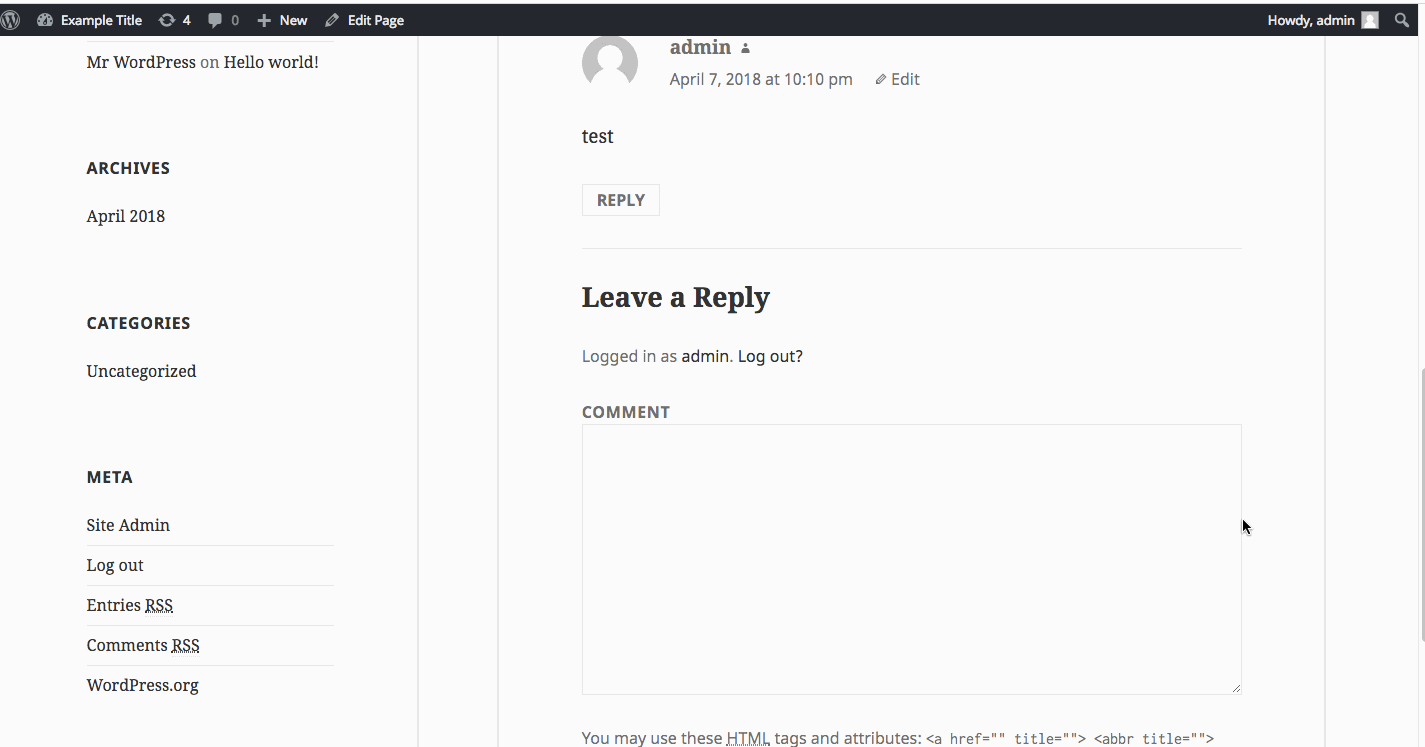 Example Title 4 0 New Edit Page Howdy, admin
Mr WordPress on Hello world!
ARCHIVES
April 2018
CATEGORIES
Uncategorized
META
Site Admin
Log out
Entries RSS
Comments RSS
WordPress.org
admin
April 7, 2018 at 10:10 pm Edit
test
REPLY
Leave a Reply
Logged in as admin. Log out?
COMMENT
You may use these HTML tags and attributes: <a href="" title=""> <abbr title="">